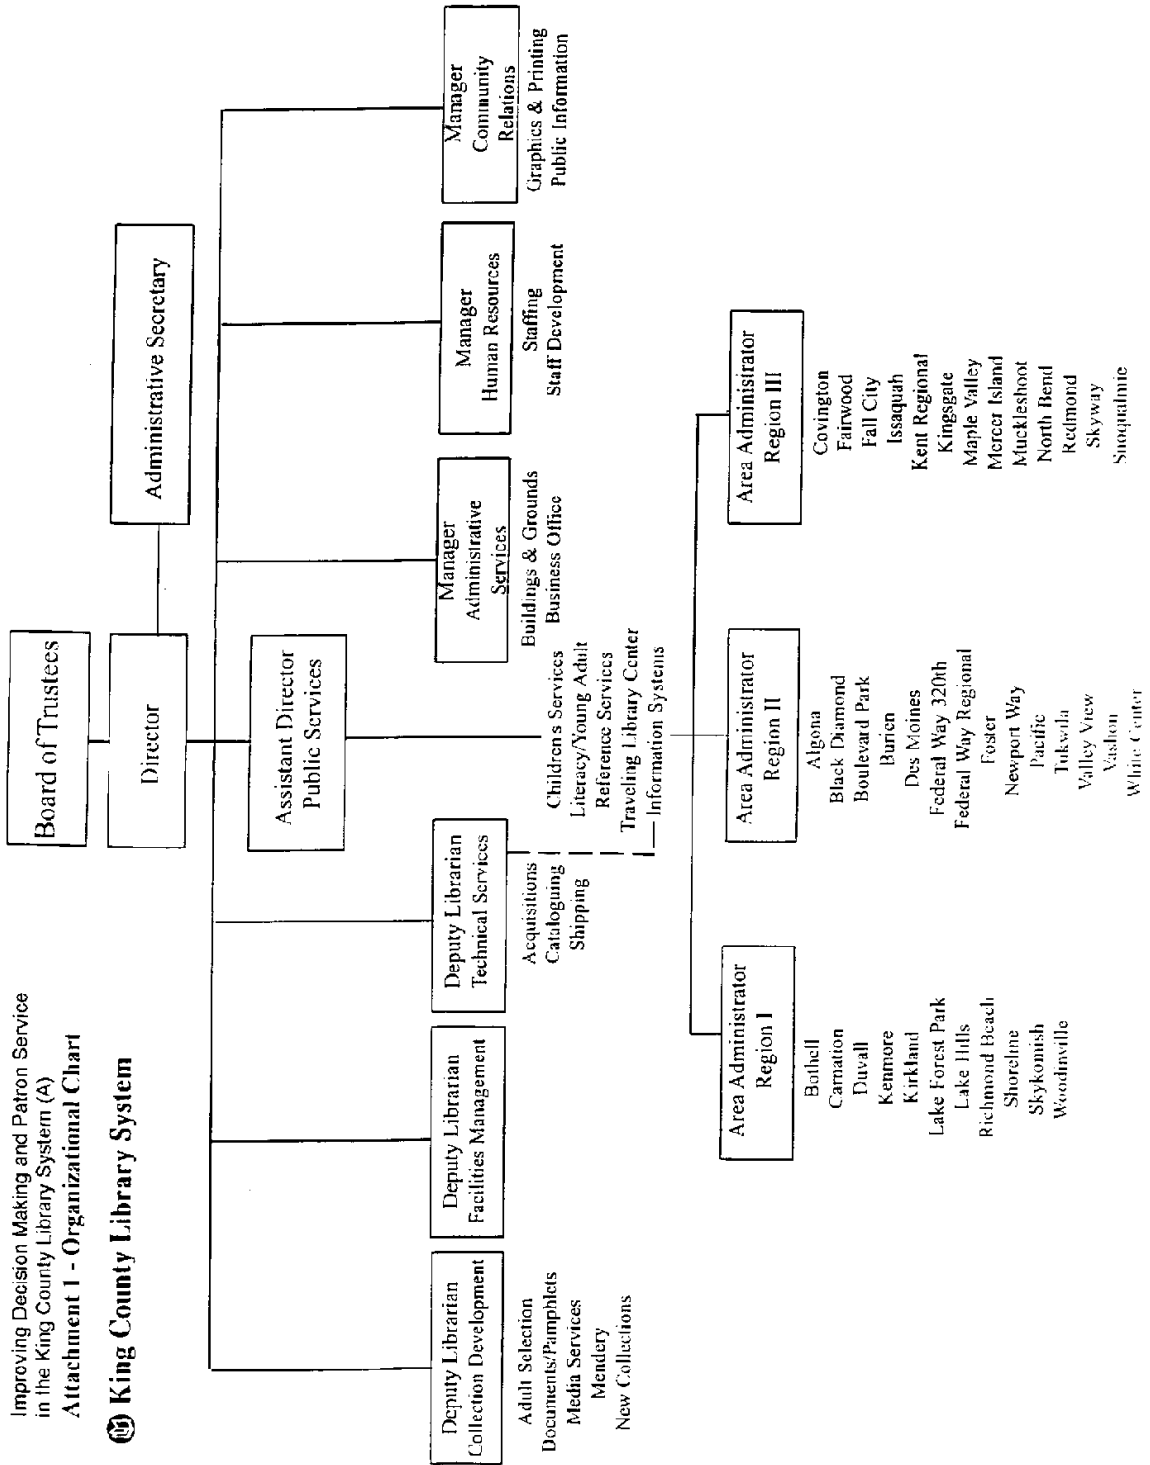 Improving Decision Making and Patron Service
in the King County Library System (A)
Attachment 1 - Organizational Chart
King County Library System
Board of Trustees
Director
Administrative Secretary
Assistant Director
Public Services
Deputy Librarian
Collection Development
Adult Selection
Documents/Pamphlets
Media Services
Mendery
New Collections
Deputy Librarian
Facilities Management
Deputy Librarian
Technical Services
Acquisitions
Cataloguing
Shipping
Children's Services
Literacy/Young Adult
Reference Services
Traveling Library Center
Information Systems
Manager
Administrative
Services
Buildings & Grounds
Business Office
Manager
Human Resources
Staffing
Staff Development
Manager
Community
Relations
Graphics & Printing
Public Information
Area Administrator
Region I
Bothell
Carnation
Duvall
Kenmore
Kirkland
Lake Forest Park
Lake Hills
Richmond Beach
Shoreline
Skykomish
Woodinville
Area Administrator
Region II
Algona
Black Diamond
Boulevard Park
Burien
Des Moines
Federal Way 320th
Federal Way Regional
Foster
Newport Way
Pacific
Tukwila
Valley View
Vashon
White Center
Area Administrator
Region III
Covington
Fairwood
Fall City
Issaquah
Kent Regional
Kingsgate
Maple Valley
Mercer Island
Muckleshoot
North Bend
Redmond
Skyway
Snoqualmie